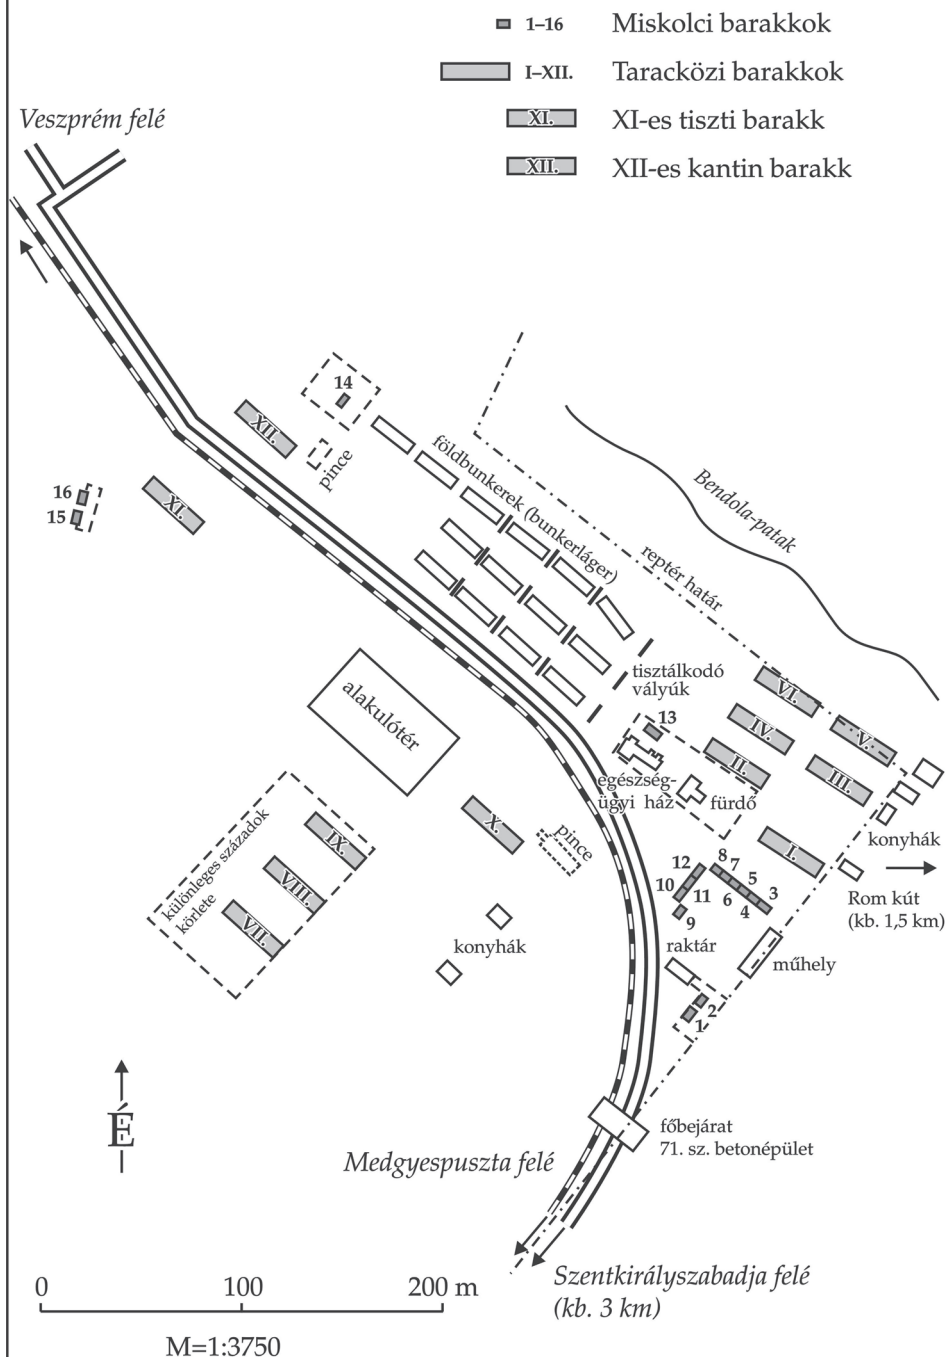 1–16 Miskolci barakkok
I–XII. Taracközi barakkok
XI. XI-es tiszti barakk
XII. XII-es kantin barakk
Veszprém felé
14
XII.
pince
földbunkerek (bunkerláger)
Bendola-patak
16
15
XI.
reptér határ
tisztálkodó
vályúk
alakulótér
VI.
13
IV.
V.
II.
III.
egészség-
ügyi ház
fürdő
konyhák
X.
pince
I.
különleges századok
körlete
IX.
VIII.
VII.
8
7
12
5
10
3
11
6
4
9
Rom kút
(kb. 1,5 km)
konyhák
raktár
műhely
2
1
É
főbejárat
71. sz. betonépület
Medgyespuszta felé
Szentkirályszabadja felé
(kb. 3 km)
0 100 200 m
M=1:3750